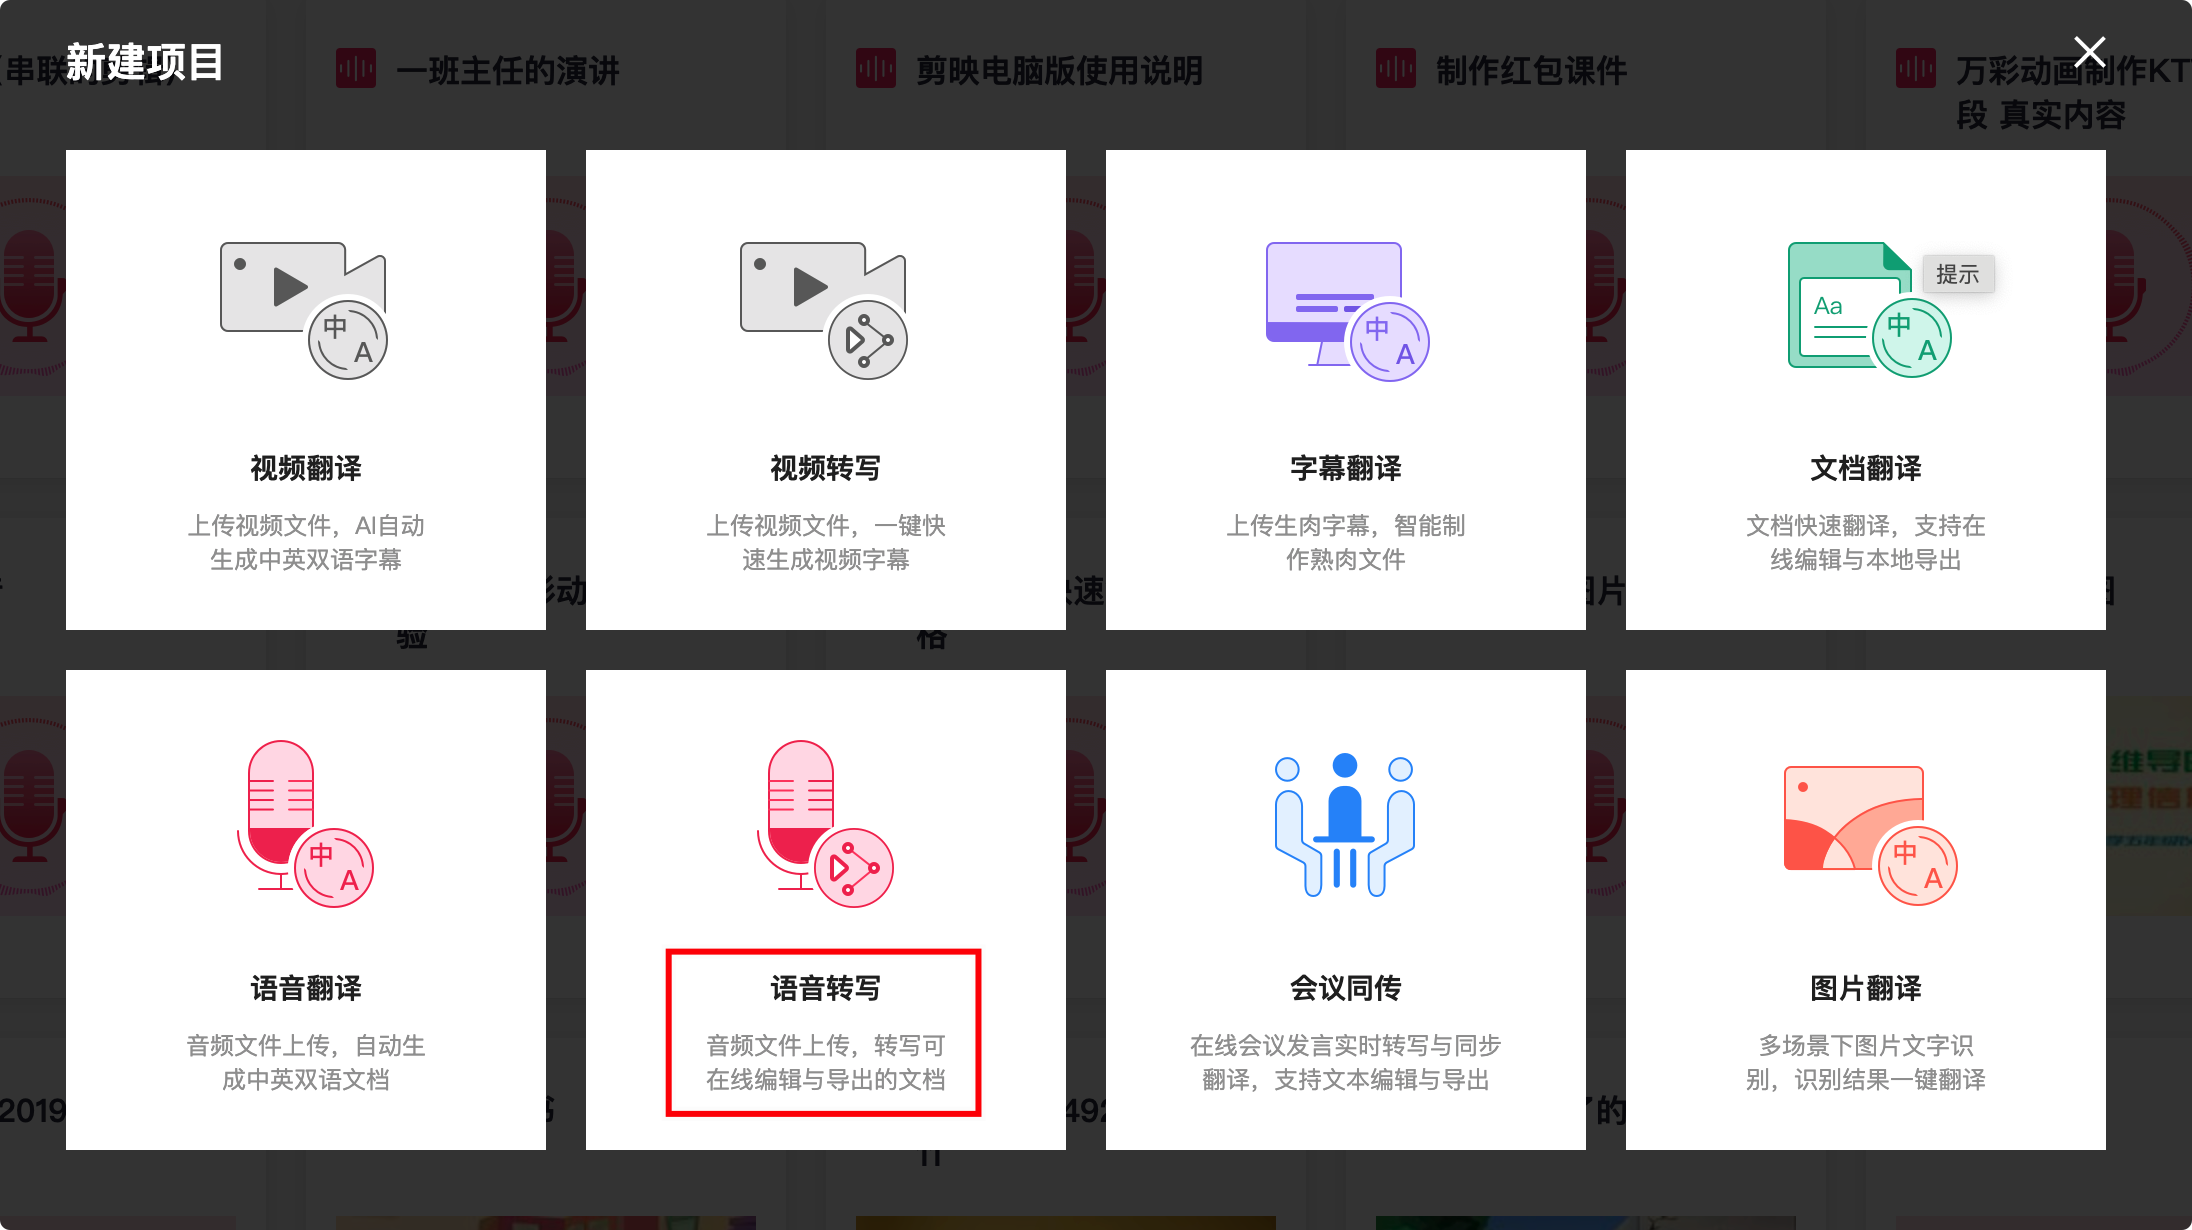 新建项目
一班主任的演讲
剪映电脑版使用说明
制作红包课件
万彩动画制作KT
段 真实内容
提示
视频翻译
上传视频文件，AI自动
生成中英双语字幕
视频转写
上传视频文件，一键快
速生成视频字幕
字幕翻译
上传生肉字幕，智能制
作熟肉文件
文档翻译
文档快速翻译，支持在
线编辑与本地导出
语音翻译
音频文件上传，自动生
成中英双语文档
语音转写
音频文件上传，转写可
在线编辑与导出的文档
会议同传
在线会议发言实时转写与同步
翻译，支持文本编辑与导出
图片翻译
多场景下图片文字识
别，识别结果一键翻译
2019